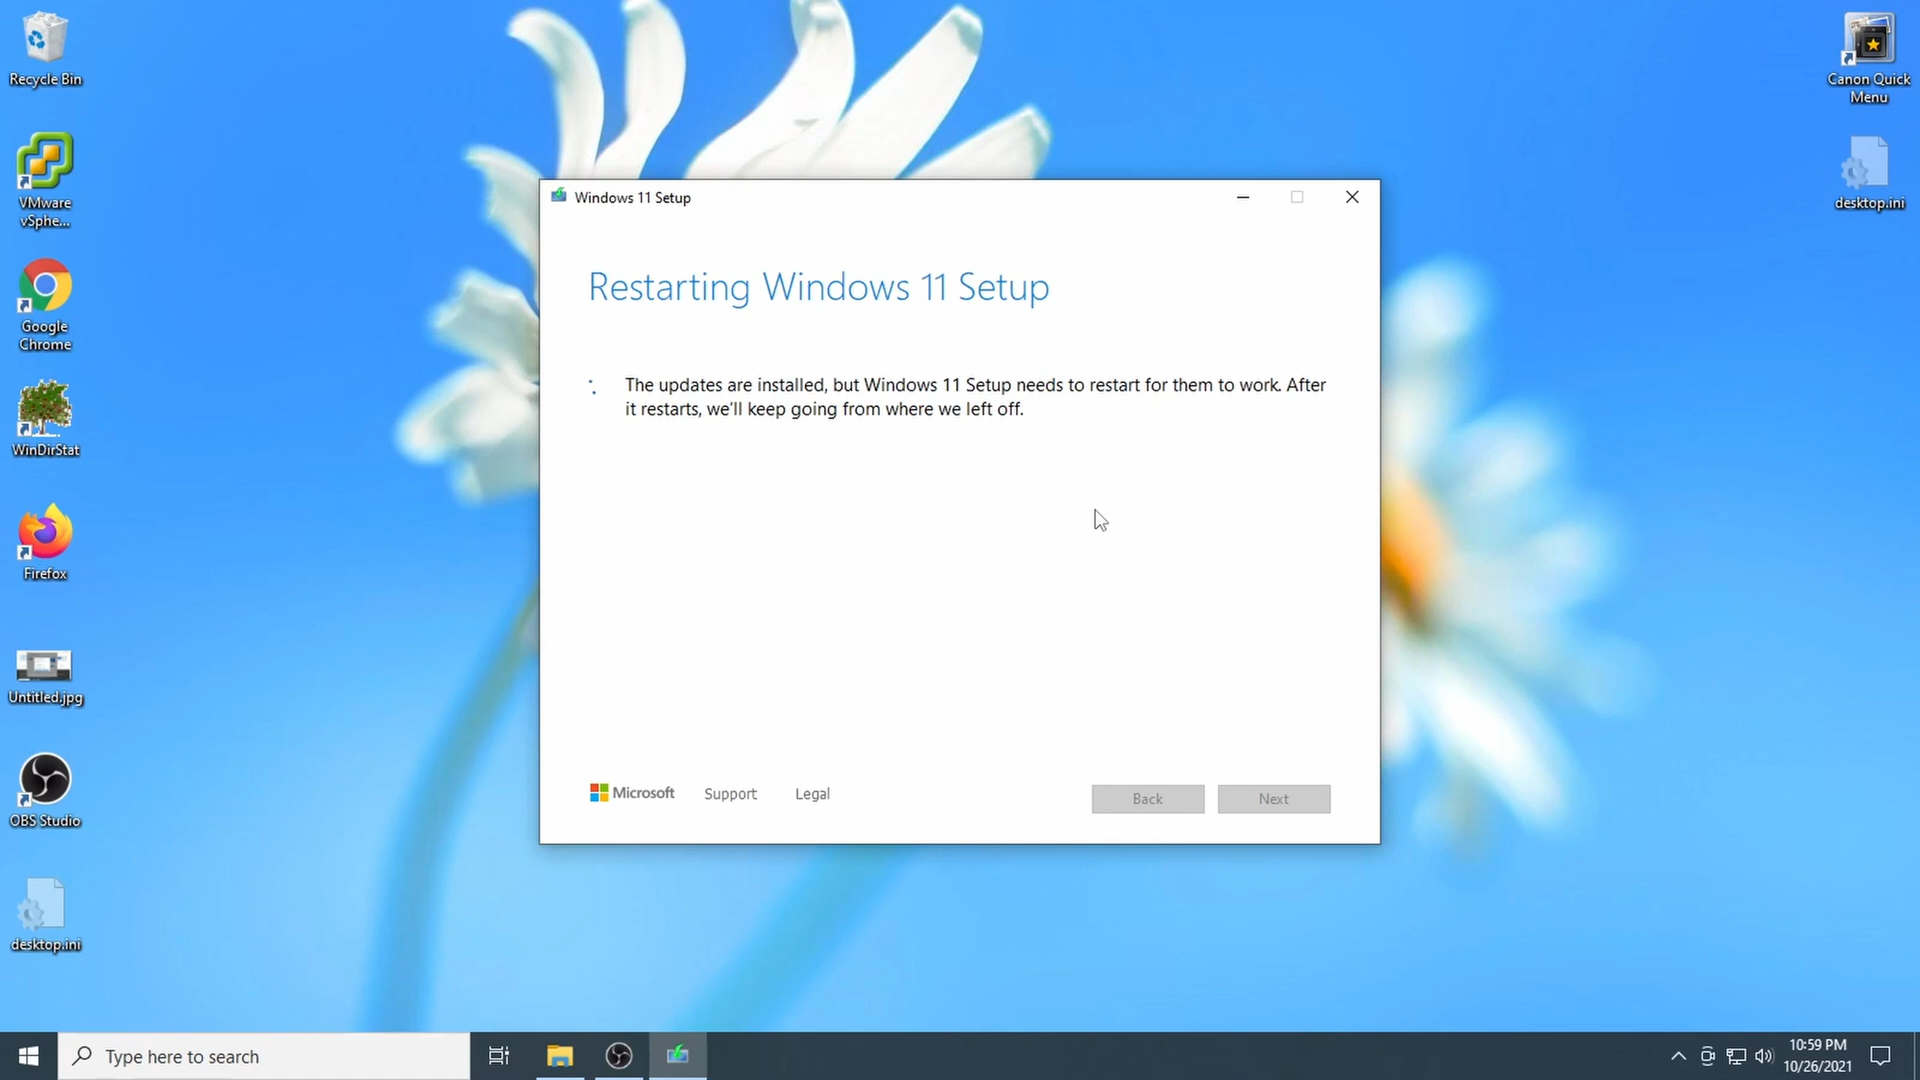 Recycle Bin
VMware
vSphe...
Google
Chrome
WinDirStat
Firefox
Untitled.jpg
OBS Studio
desktop.ini
Canon Quick
Menu
desktop.ini
Windows 11 Setup
Restarting Windows 11 Setup
The updates are installed, but Windows 11 Setup needs to restart for them to work. After
it restarts, we'll keep going from where we left off.
Microsoft
Support
Legal
Back
Next
Type here to search
10:59 PM
10/26/2021